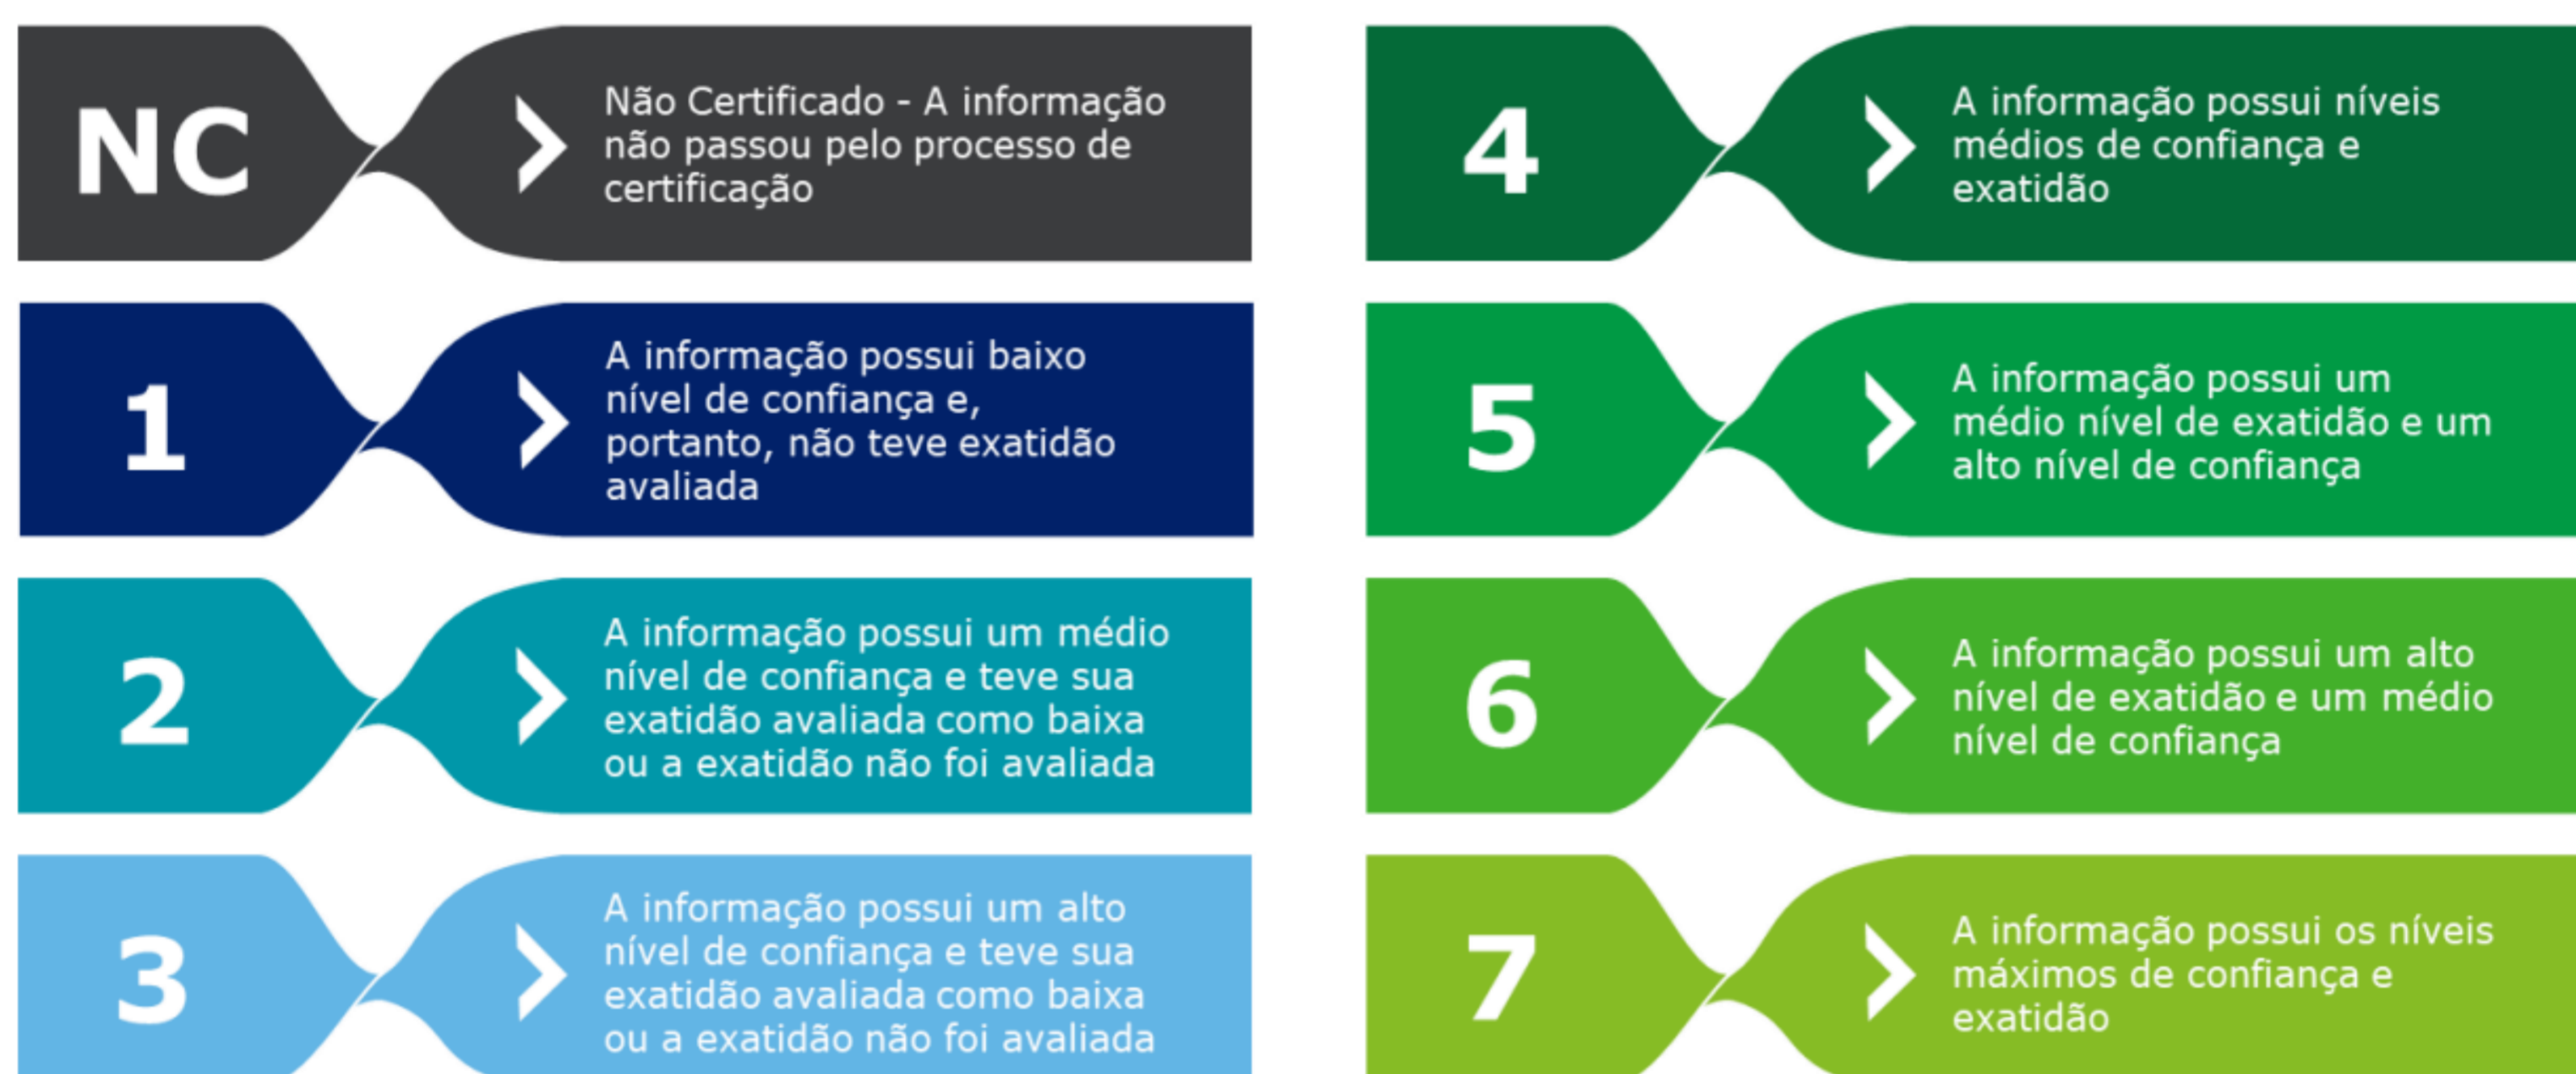 NC
Não Certificado - A informação
não passou pelo processo de
certificação
1
A informação possui baixo
nível de confiança e,
portanto, não teve exatidão
avaliada
2
A informação possui um médio
nível de confiança e teve sua
exatidão avaliada como baixa
ou a exatidão não foi avaliada
3
A informação possui um alto
nível de confiança e teve sua
exatidão avaliada como baixa
ou a exatidão não foi avaliada
4
A informação possui níveis
médios de confiança e
exatidão
5
A informação possui um
médio nível de exatidão e um
alto nível de confiança
6
A informação possui um alto
nível de exatidão e um médio
nível de confiança
7
A informação possui os níveis
máximos de confiança e
exatidão